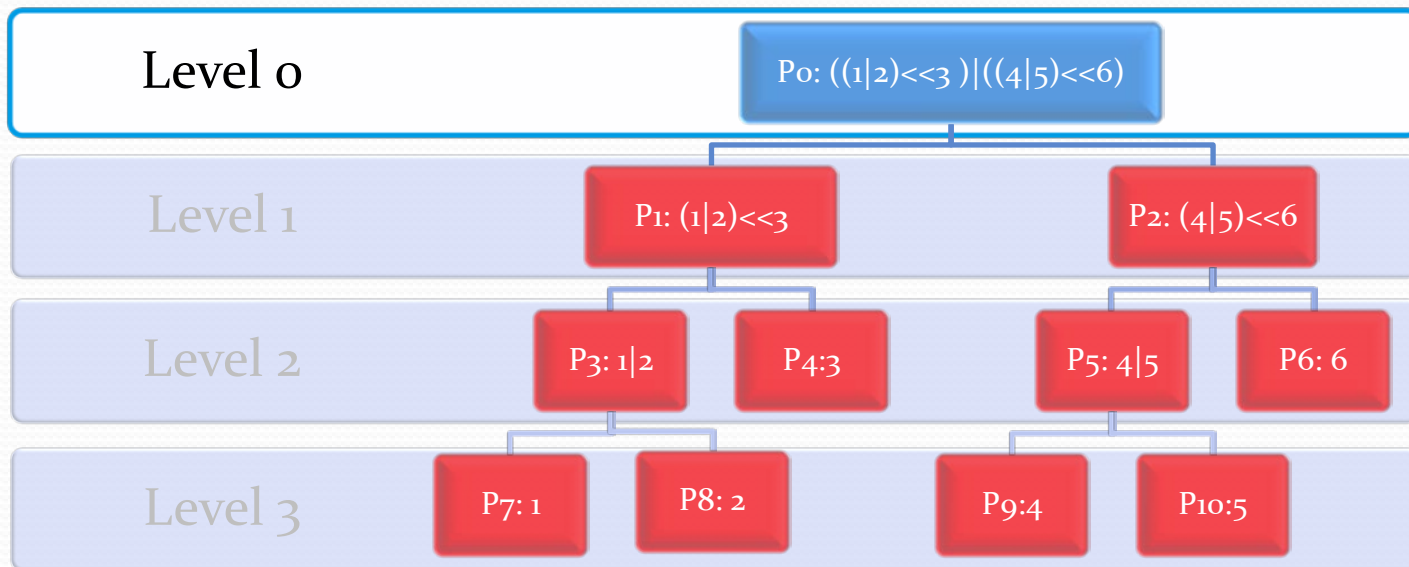 Level 0
P0: ((1|2)<<3 )|((4|5)<<6)
Level 1
P1: (1|2)<<3
P2: (4|5)<<6
Level 2
P3: 1|2
P4:3
P5: 4|5
P6: 6
Level 3
P7: 1
P8: 2
P9:4
P10:5